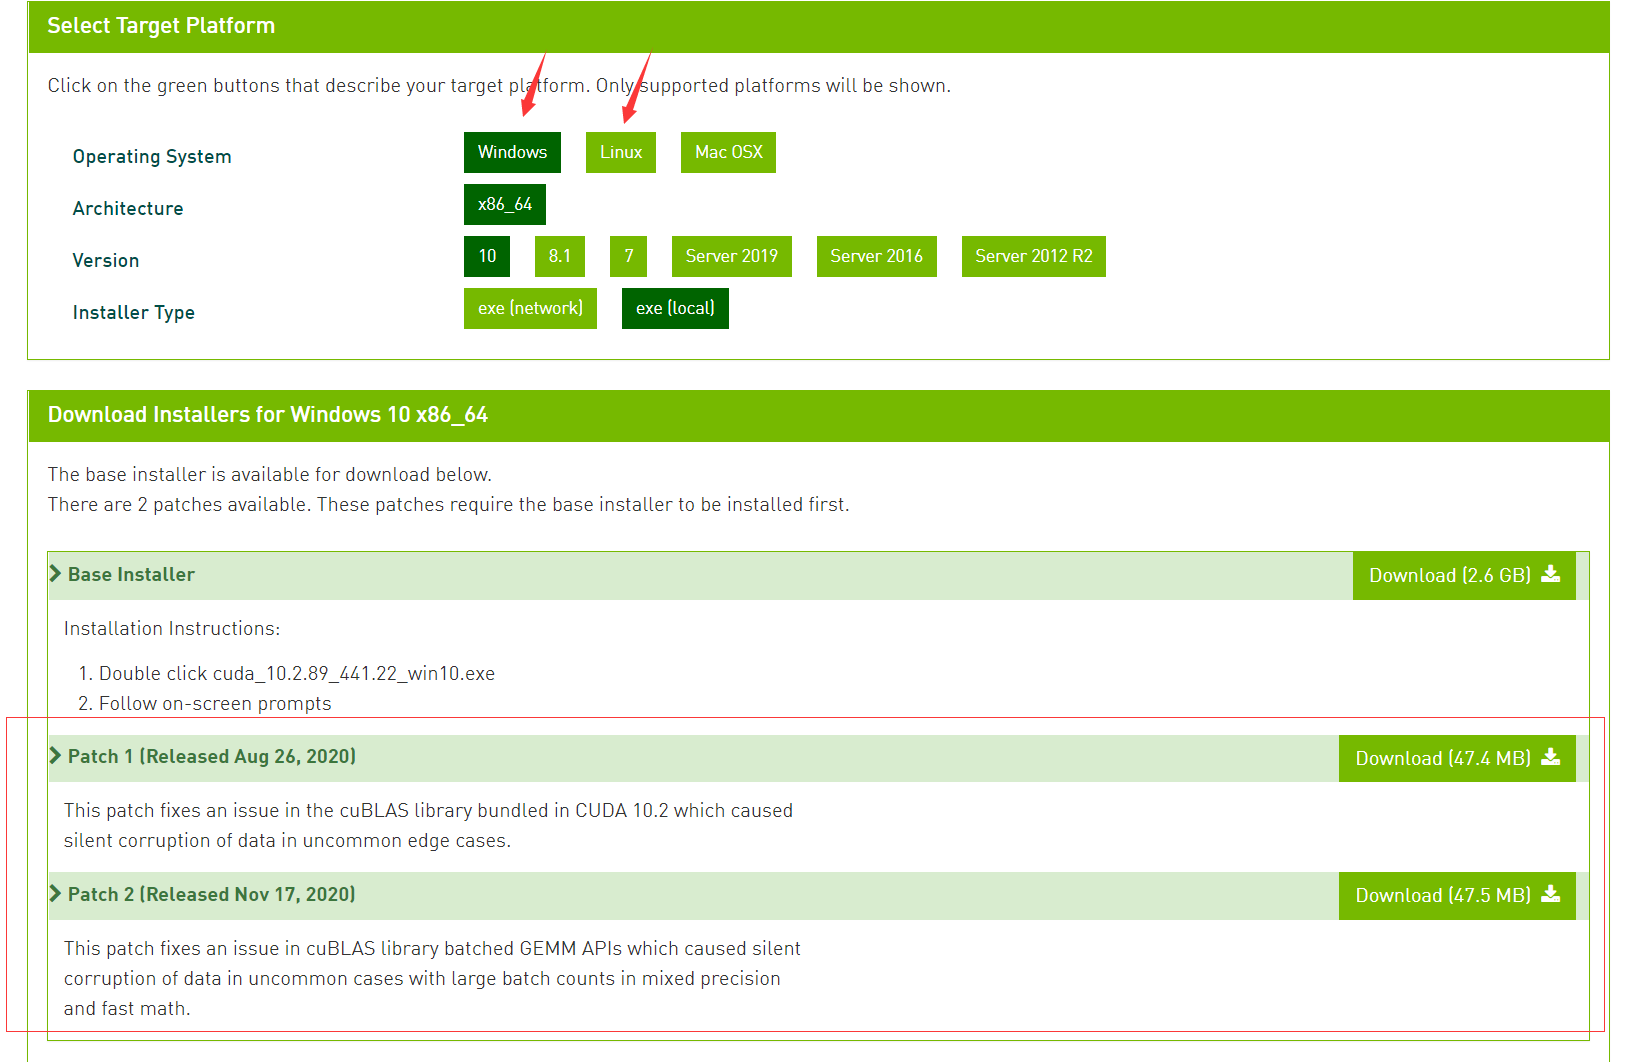 Select Target Platform
Click on the green buttons that describe your target platform. Only supported platforms will be shown.
Operating System Windows Linux Mac OSX
Architecture x86_64
Version 10 8.1 7 Server 2019 Server 2016 Server 2012 R2
Installer Type exe (network) exe (local)
Download Installers for Windows 10 x86_64
The base installer is available for download below.
There are 2 patches available. These patches require the base installer to be installed first.
Base Installer Download (2.6 GB)
Installation Instructions:
1. Double click cuda_10.2.89_441.22_win10.exe
2. Follow on-screen prompts
Patch 1 (Released Aug 26, 2020) Download (47.4 MB)
This patch fixes an issue in the cuBLAS library bundled in CUDA 10.2 which caused
silent corruption of data in uncommon edge cases.
Patch 2 (Released Nov 17, 2020) Download (47.5 MB)
This patch fixes an issue in cuBLAS library batched GEMM APIs which caused silent
corruption of data in uncommon cases with large batch counts in mixed precision
and fast math.